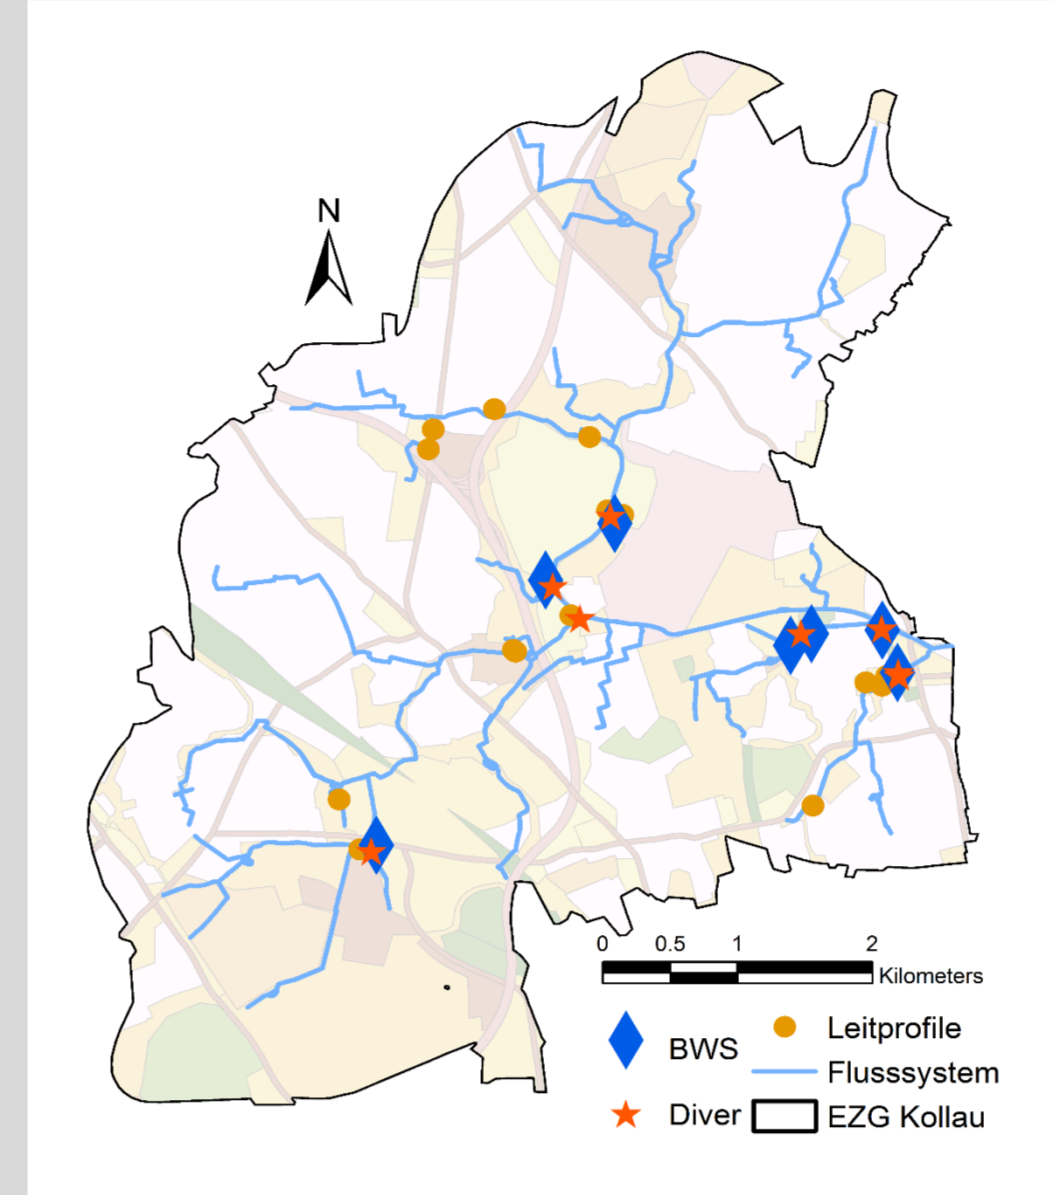 N
0 0.5 1 2
Kilometers
BWS
Leitprofile
Flusssystem
Diver
EZG Kollau